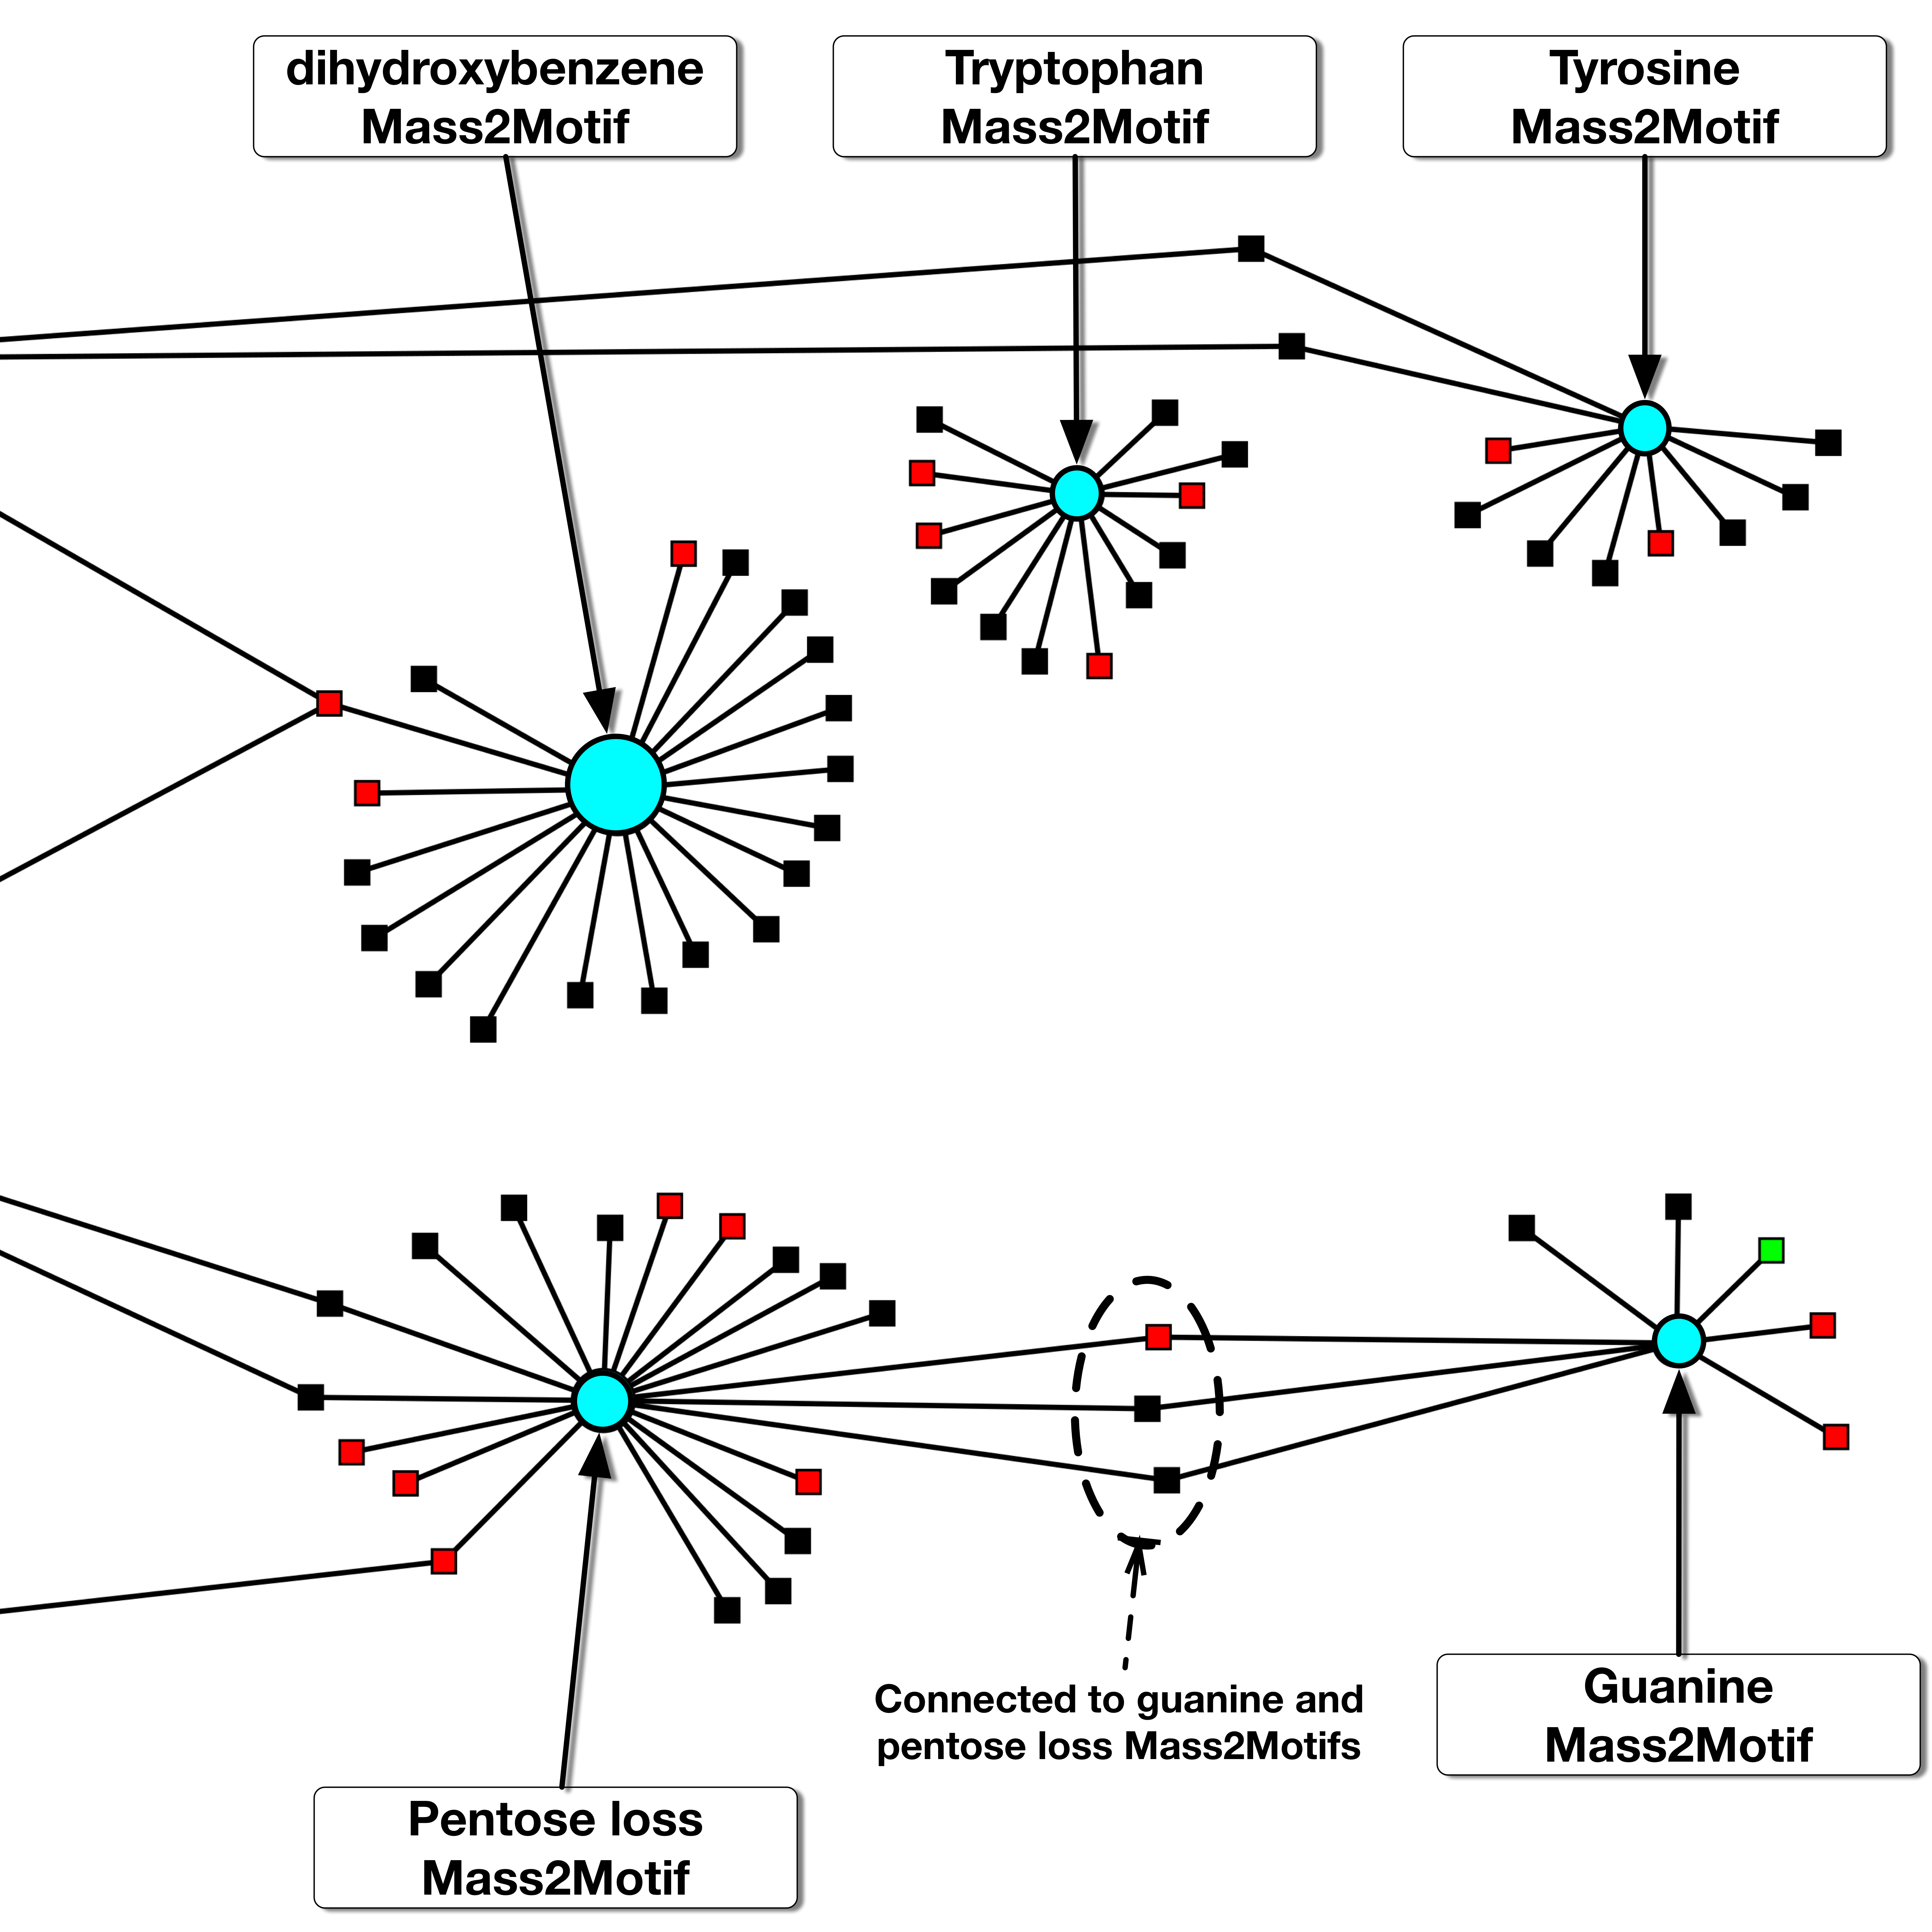 dihydroxybenzene
Mass2Motif
Tryptophan
Mass2Motif
Tyrosine
Mass2Motif
Connected to guanine and
pentose loss Mass2Motifs
Guanine
Mass2Motif
Pentose loss
Mass2Motif